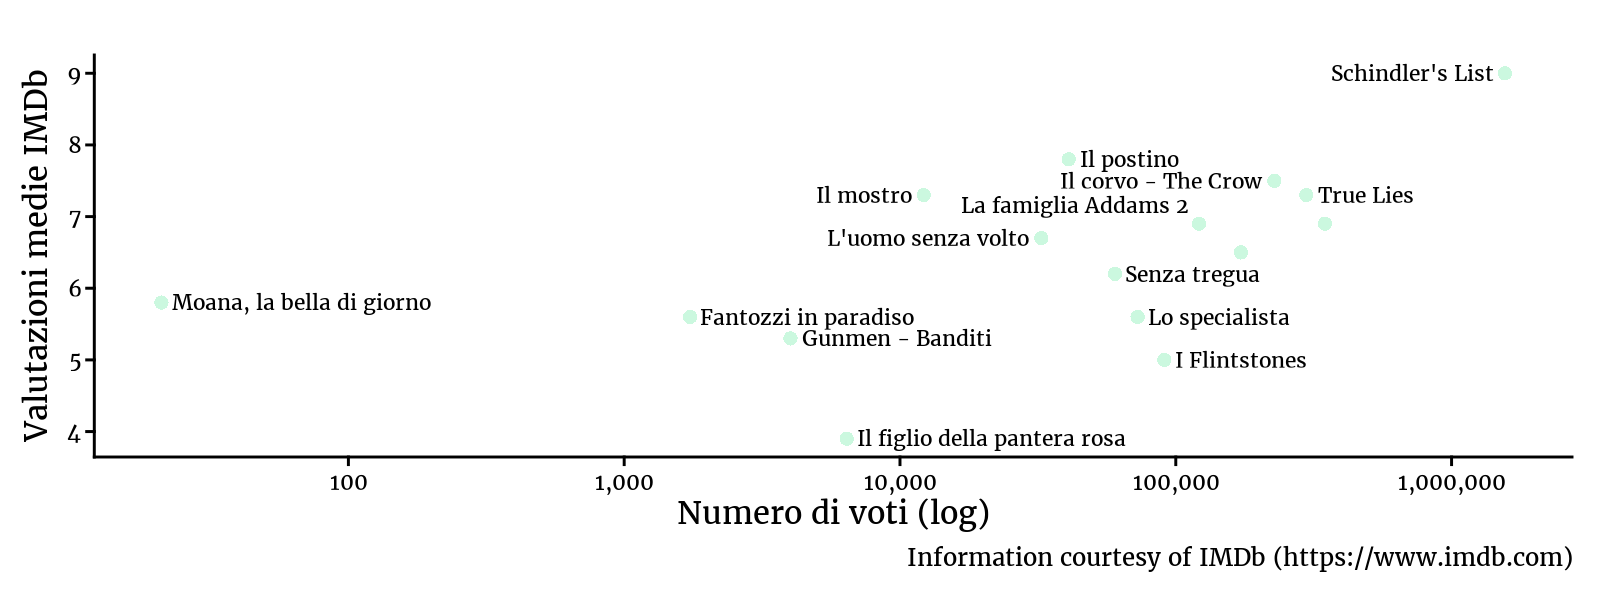 Valutazioni medie IMDb
9
8
7
6
5
4
Schindler's List
Il postino
Il corvo - The Crow
Il mostro
True Lies
La famiglia Addams 2
L'uomo senza volto
Senza tregua
Moana, la bella di giorno
Fantozzi in paradiso
Lo specialista
Gunmen - Banditi
I Flintstones
Il figlio della pantera rosa
100
1,000
10,000
100,000
1,000,000
Numero di voti (log)
Information courtesy of IMDb (https://www.imdb.com)